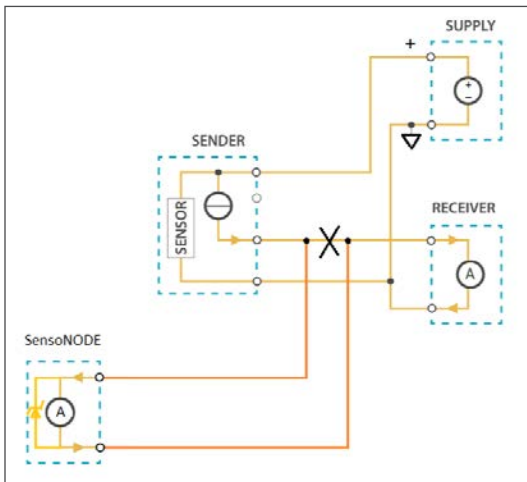 SUPPLY
+
+
−
SENDER
SENSOR
RECEIVER
A
SensoNODE
A